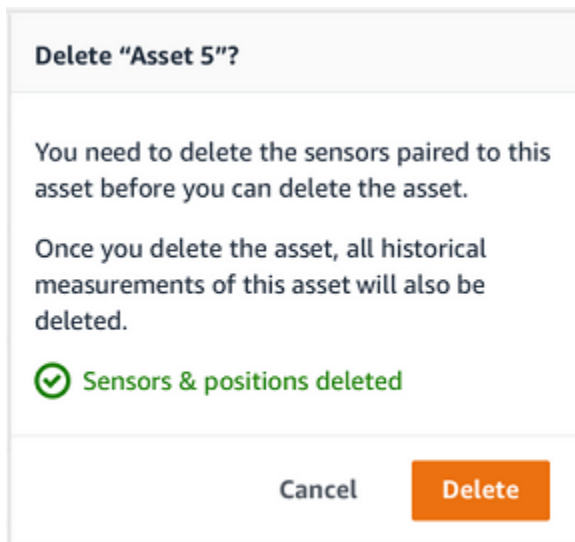 Delete “Asset 5”?
You need to delete the sensors paired to this
asset before you can delete the asset.
Once you delete the asset, all historical
measurements of this asset will also be
deleted.
Sensors & positions deleted
Cancel
Delete